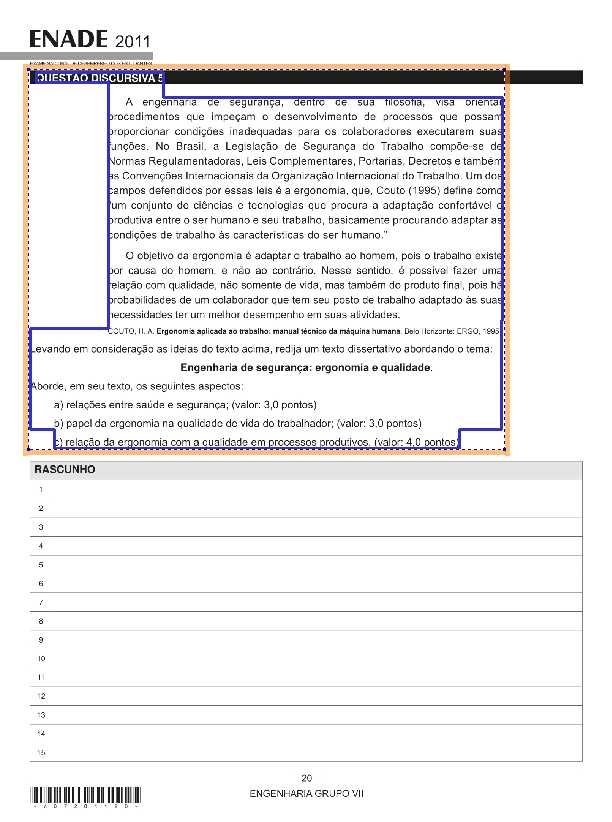 ENADE 2011
EXAME NACIONAL DE DESEMPENHO DOS ESTUDANTES
QUESTÃO DISCURSIVA 5
A engenharia de segurança, dentro de sua filosofia, visa orientar
procedimentos que impeçam o desenvolvimento de processos que possam
proporcionar condições inadequadas para os colaboradores executarem suas
funções. No Brasil, a Legislação de Segurança do Trabalho compõe-se de
Normas Regulamentadoras, Leis Complementares, Portarias, Decretos e também
as Convenções Internacionais da Organização Internacional do Trabalho. Um dos
campos defendidos por essas leis é a ergonomia, que, Couto (1995) define como
"um conjunto de ciências e tecnologias que procura a adaptação confortável e
produtiva entre o ser humano e seu trabalho, basicamente procurando adaptar as
condições de trabalho às características do ser humano."
O objetivo da ergonomia é adaptar o trabalho ao homem, pois o trabalho existe
por causa do homem, e não ao contrário. Nesse sentido, é possível fazer uma
relação com qualidade, não somente de vida, mas também do produto final, pois há
probabilidades de um colaborador que tem seu posto de trabalho adaptado às suas
necessidades ter um melhor desempenho em suas atividades.
COUTO, H. A. Ergonomia aplicada ao trabalho: manual técnico da máquina humana. Belo Horizonte: ERGO, 1995.
Levando em consideração as ideias do texto acima, redija um texto dissertativo abordando o tema:
Engenharia de segurança: ergonomia e qualidade.
Aborde, em seu texto, os seguintes aspectos:
a) relações entre saúde e segurança; (valor: 3,0 pontos)
b) papel da ergonomia na qualidade de vida do trabalhador; (valor: 3,0 pontos)
c) relação da ergonomia com a qualidade em processos produtivos. (valor: 4,0 pontos)
RASCUNHO
1
2
3
4
5
6
7
8
9
10
11
12
13
14
15
20
ENGENHARIA GRUPO VII